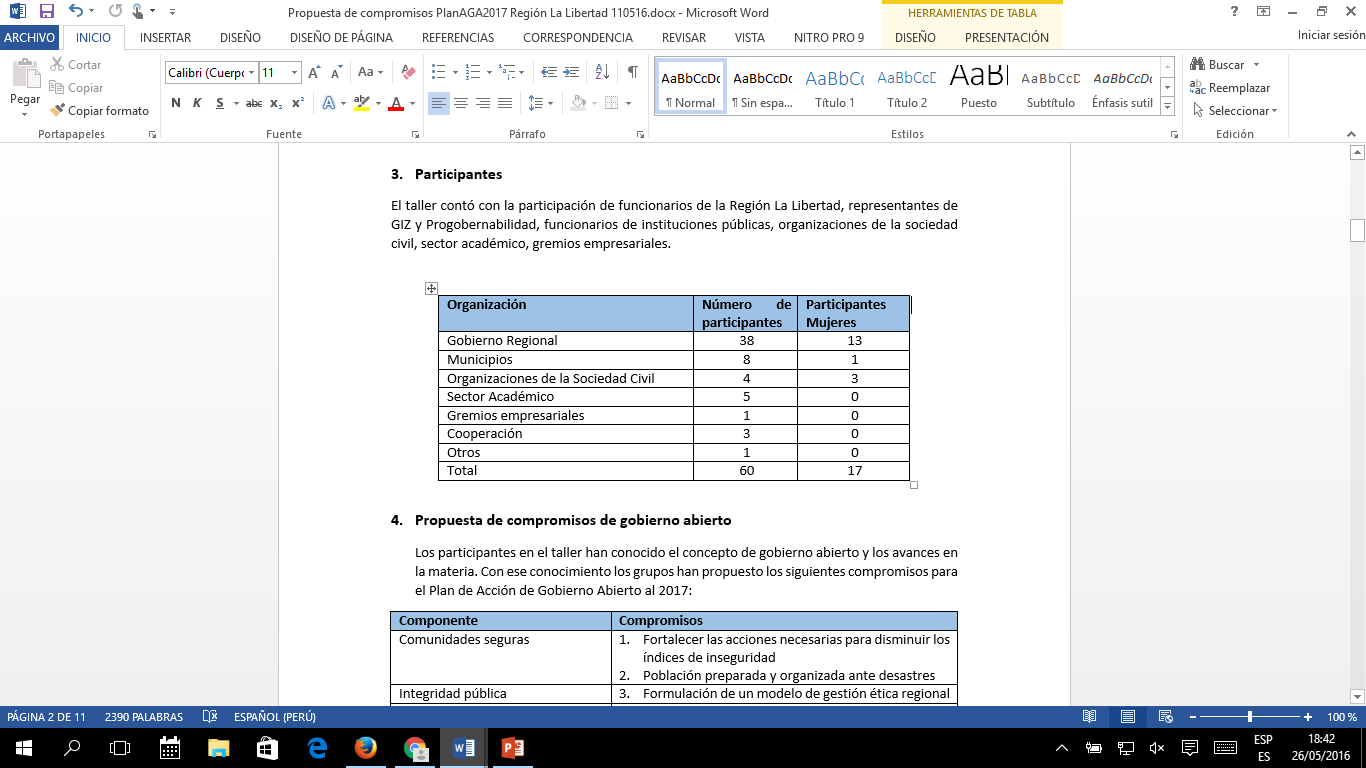 Propuesta de compromisos PlanAGA2017 Región La Libertad 110516.docx - Microsoft Word
HERRAMIENTAS DE TABLA
ARCHIVO INICIO INSERTAR DISEÑO DISEÑO DE PÁGINA REFERENCIAS CORRESPONDENCIA REVISAR VISTA NITRO PRO 9 DISEÑO PRESENTACIÓN Iniciar sesión
Pegar
Cortar
Copiar
Copiar formato
Portapapeles
Calibri (Cuerpo 11
N K S abc x₂ x²
Fuente
Párrafo
AaBbCcDc AaBbCcDc AaBbCc AaBbCcD AaB AaBbCcD AaBbCcDc
¶ Normal ¶ Sin espa... Título 1 Título 2 Puesto Subtítulo Énfasis sutil
Estilos
Buscar
Reemplazar
Seleccionar
Edición
3. Participantes
El taller contó con la participación de funcionarios de la Región La Libertad, representantes de
GIZ y Progobernabilidad, funcionarios de instituciones públicas, organizaciones de la sociedad
civil, sector académico, gremios empresariales.
Organización Número de participantes Participantes Mujeres
Gobierno Regional 38 13
Municipios 8 1
Organizaciones de la Sociedad Civil 4 3
Sector Académico 5 0
Gremios empresariales 1 0
Cooperación 3 0
Otros 1 0
Total 60 17
4. Propuesta de compromisos de gobierno abierto
Los participantes en el taller han conocido el concepto de gobierno abierto y los avances en
la materia. Con ese conocimiento los grupos han propuesto los siguientes compromisos para
el Plan de Acción de Gobierno Abierto al 2017:
Componente Compromisos
Comunidades seguras 1. Fortalecer las acciones necesarias para disminuir los
índices de inseguridad
2. Población preparada y organizada ante desastres
Integridad pública 3. Formulación de un modelo de gestión ética regional
PÁGINA 2 DE 11 2390 PALABRAS ESPAÑOL (PERÚ) 100 %
ESP
ES
18:42
26/05/2016